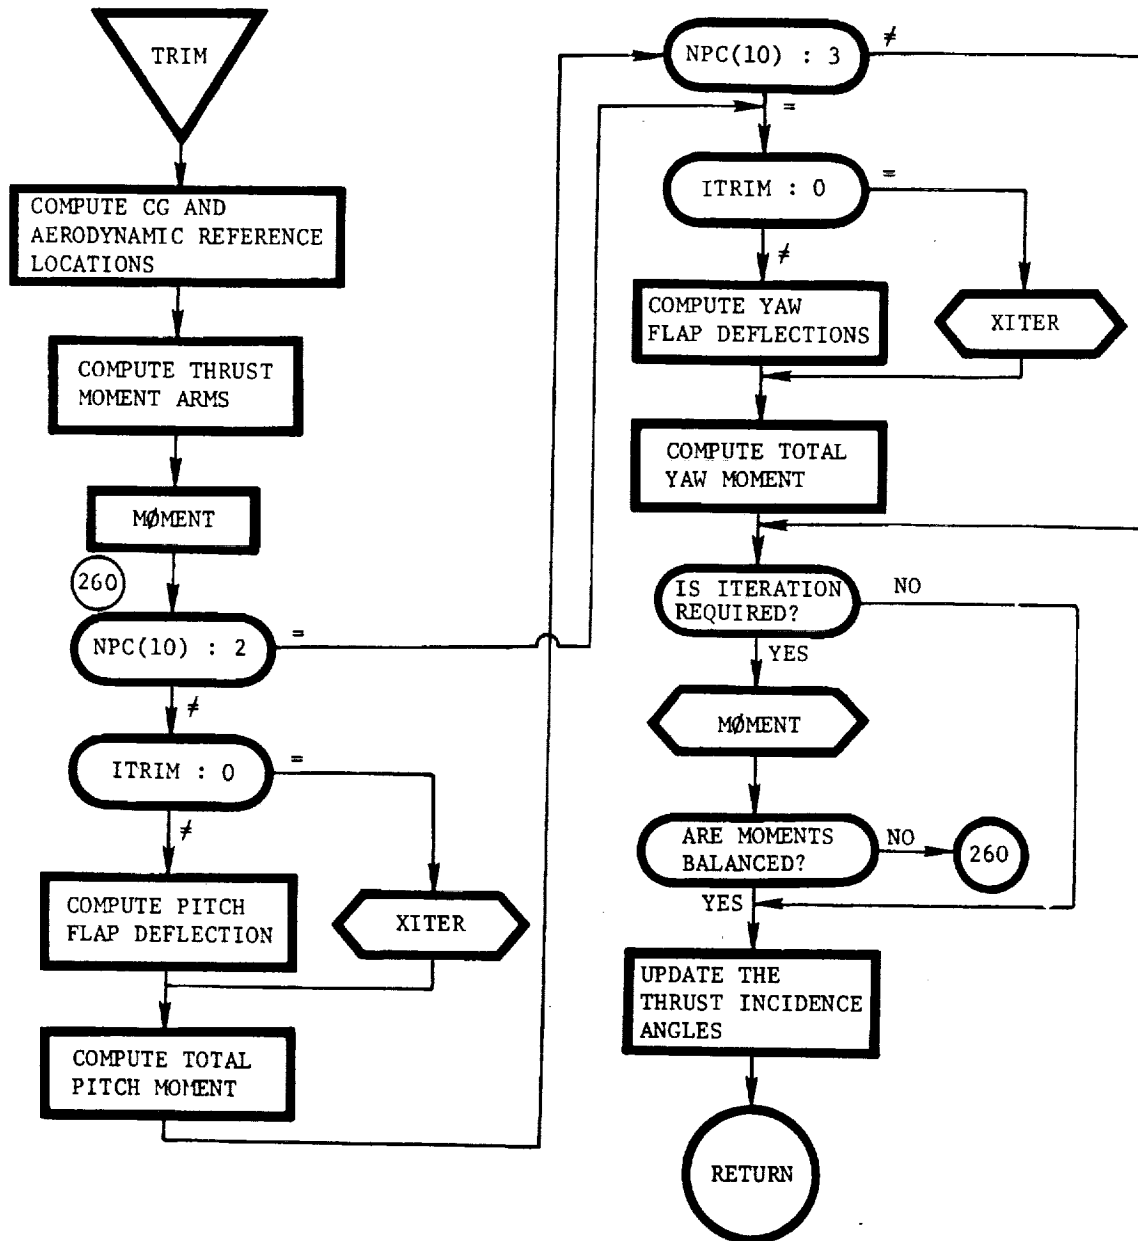 TRIM
COMPUTE CG AND
AERODYNAMIC REFERENCE
LOCATIONS
COMPUTE THRUST
MOMENT ARMS
MØMENT
260
NPC(10) : 2
=
≠
ITRIM : 0
=
≠
COMPUTE PITCH
FLAP DEFLECTION
XITER
COMPUTE TOTAL
PITCH MOMENT
NPC(10) : 3
≠
=
ITRIM : 0
=
≠
COMPUTE YAW
FLAP DEFLECTIONS
XITER
COMPUTE TOTAL
YAW MOMENT
IS ITERATION
REQUIRED?
NO
YES
MØMENT
ARE MOMENTS
BALANCED?
NO
260
YES
UPDATE THE
THRUST INCIDENCE
ANGLES
RETURN